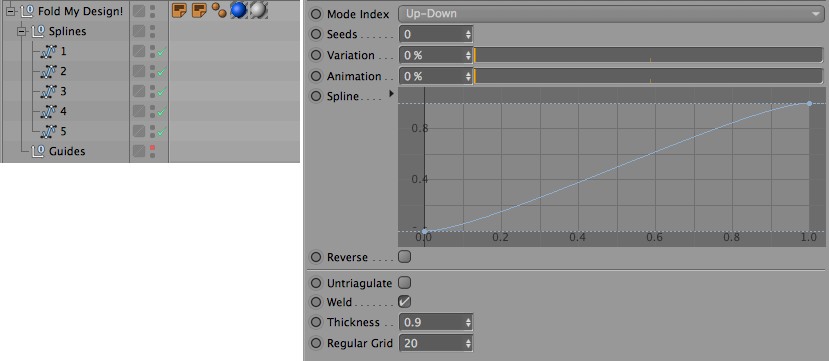 Fold My Design!
Splines
1
2
3
4
5
Guides
Mode Index Up-Down
Seeds . . . . . 0
Variation . . 0 %
Animation . . 0 %
Spline. . . . .
0.8
0.4
0.0 0.2 0.4 0.6 0.8 1.0
Reverse . . . .
Untriagulate
Weld . . . . . . .
Thickness . . 0.9
Regular Grid 20